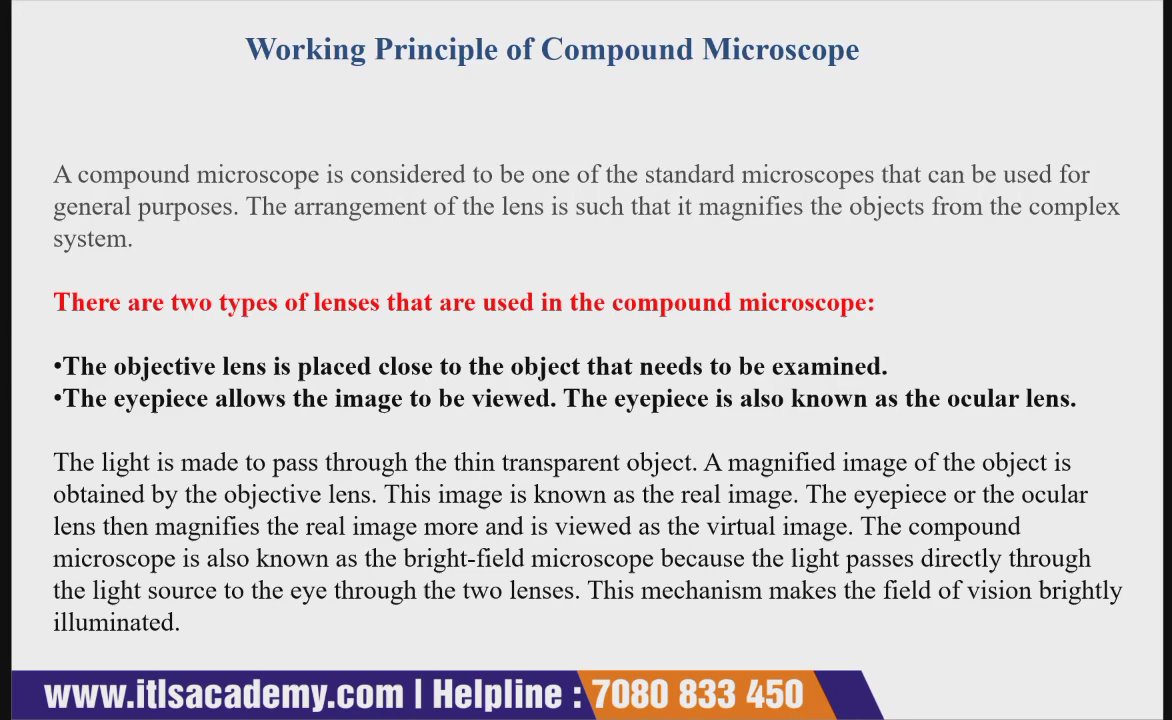 Working Principle of Compound Microscope
A compound microscope is considered to be one of the standard microscopes that can be used for
general purposes. The arrangement of the lens is such that it magnifies the objects from the complex
system.
There are two types of lenses that are used in the compound microscope:
•The objective lens is placed close to the object that needs to be examined.
•The eyepiece allows the image to be viewed. The eyepiece is also known as the ocular lens.
The light is made to pass through the thin transparent object. A magnified image of the object is
obtained by the objective lens. This image is known as the real image. The eyepiece or the ocular
lens then magnifies the real image more and is viewed as the virtual image. The compound
microscope is also known as the bright-field microscope because the light passes directly through
the light source to the eye through the two lenses. This mechanism makes the field of vision brightly
illuminated.
www.itlsacademy.com | Helpline : 7080 833 450